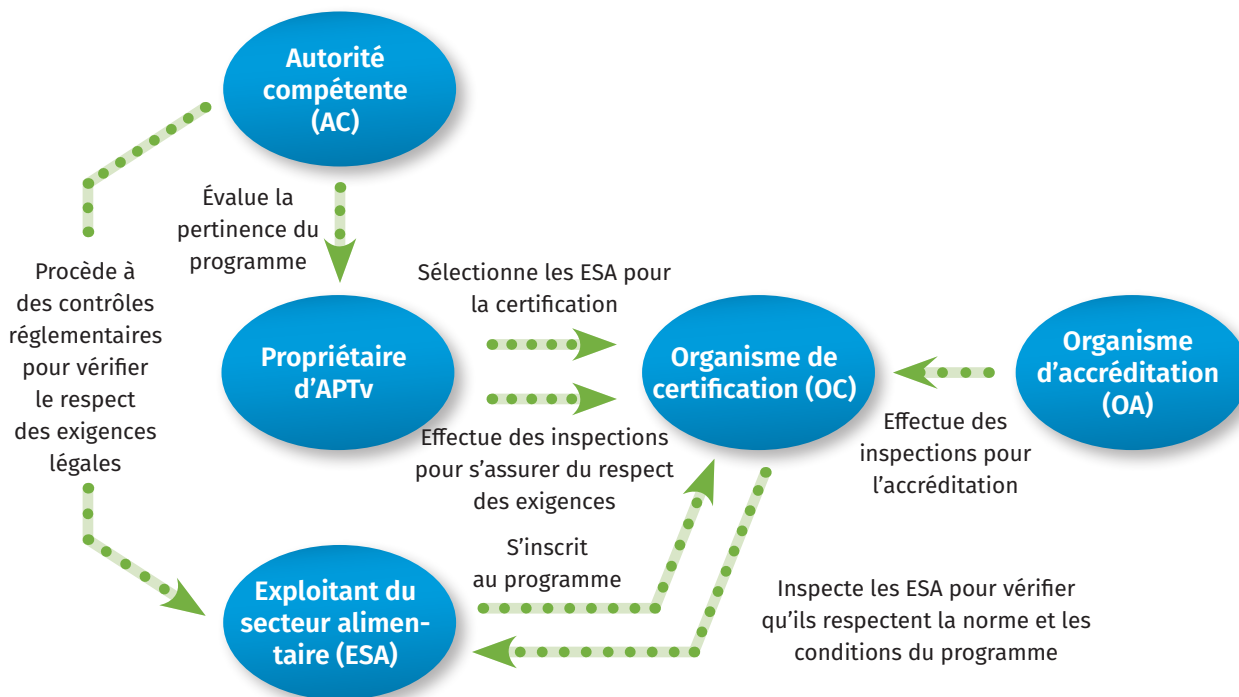 Autorité
compétente
(AC)
Évalue la
pertinence du
programme
Procède à
des contrôles
réglementaires
pour vérifier
le respect
des exigences
légales
Sélectionne les ESA pour
la certification
Propriétaire
d’APTv
Organisme de
certification (OC)
Organisme
d’accréditation
(OA)
Effectue des inspections
pour s’assurer du respect
des exigences
Effectue des
inspections pour
l’accréditation
S’inscrit
au programme
Exploitant du
secteur alimen-
taire (ESA)
Inspecte les ESA pour vérifier
qu’ils respectent la norme et les
conditions du programme